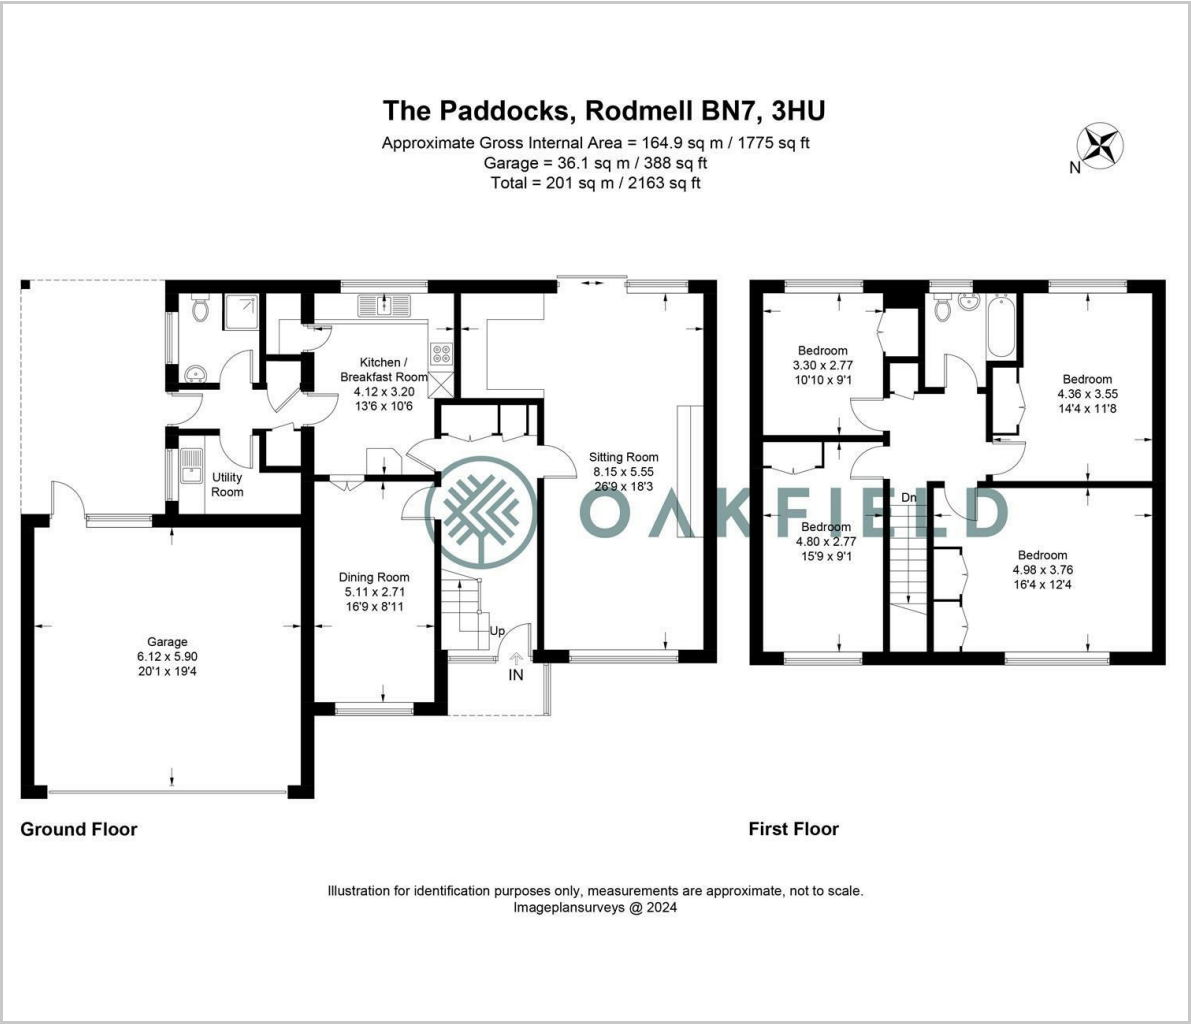 The Paddocks, Rodmell BN7, 3HU
Approximate Gross Internal Area = 164.9 sq m / 1775 sq ft
Garage = 36.1 sq m / 388 sq ft
Total = 201 sq m / 2163 sq ft
N
Kitchen /
Breakfast Room
4.12 x 3.20
13'6 x 10'6
Utility
Room
Sitting Room
8.15 x 5.55
26'9 x 18'3
Dining Room
5.11 x 2.71
16'9 x 8'11
Garage
6.12 x 5.90
20'1 x 19'4
Up
IN
Bedroom
3.30 x 2.77
10'10 x 9'1
Bedroom
4.36 x 3.55
14'4 x 11'8
Dn
Bedroom
4.80 x 2.77
15'9 x 9'1
Bedroom
4.98 x 3.76
16'4 x 12'4
OAKFIELD
Ground Floor
First Floor
Illustration for identification purposes only, measurements are approximate, not to scale.
Imageplansurveys @ 2024